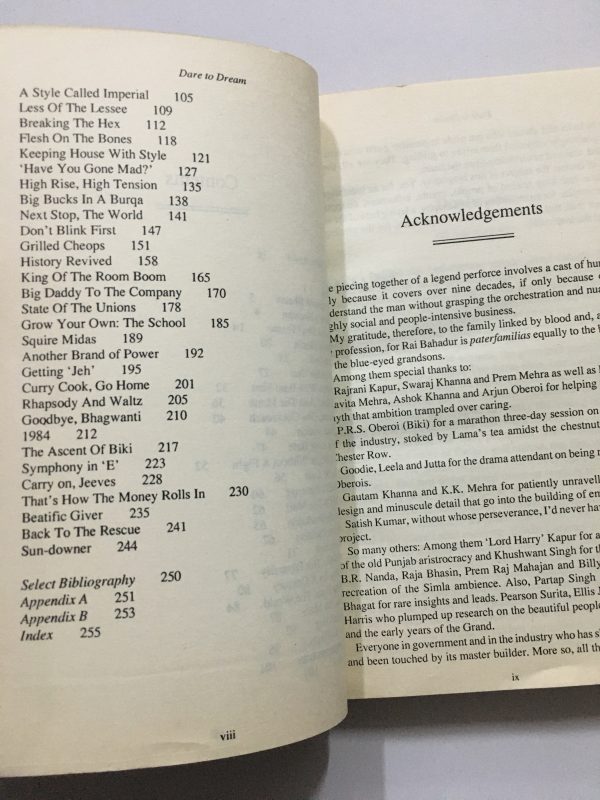 Dare to Dream
A Style Called Imperial 105
Less Of The Lessee 109
Breaking The Hex 112
Flesh On The Bones 118
Keeping House With Style 121
‘Have You Gone Mad?’ 127
High Rise, High Tension 135
Big Bucks In A Burqa 138
Next Stop, The World 141
Don’t Blink First 147
Grilled Cheops 151
History Revived 158
King Of The Room Boom 165
Big Daddy To The Company 170
State Of The Unions 178
Grow Your Own: The School 185
Squire Midas 189
Another Brand of Power 192
Getting ‘Jeh’ 195
Curry Cook, Go Home 201
Rhapsody And Waltz 205
Goodbye, Bhagwanti 210
1984 212
The Ascent Of Biki 217
Symphony in ‘E’ 223
Carry on, Jeeves 228
That’s How The Money Rolls In 230
Beatific Giver 235
Back To The Rescue 241
Sun-downer 244
Select Bibliography 250
Appendix A 251
Appendix B 253
Index 255
viii
Acknowledgements
piecing together of a legend perforce involves a cast of
because it covers over nine decades, if only because
without grasping the orchestration and
social and people-intensive business.
My gratitude, therefore, to the family linked by blood and,
profession, for Rai Bahadur is paterfamilias equally to the
the blue-eyed grandsons.
Among them special thanks to:
Rajrani Kapur, Swaraj Khanna and Prem Mehra as well as
Mehra, Ashok Khanna and Arjun Oberoi for helping
that ambition trampled over caring.
P.R.S. Oberoi (Biki) for a marathon three-day session on
the industry, stoked by Lama’s tea amidst the chestnut
Row.
Goodie, Leela and Jutta for the drama attendant on being
Gautam Khanna and K.K. Mehra for patiently
design and minuscule detail that go into the building of
Satish Kumar, without whose perseverance, I’d never
project.
So many others: Among them ‘Lord Harry’ Kapur for
of the old Punjab aristrocracy and Khushwant Singh for
B.R. Nanda, Raja Bhasin, Prem Raj Mahajan and Billy
recreation of the Simla ambience. Also, Partap Singh
Bhagat for rare insights and leads. Pearson Surita, Ellis
Harris who plumped up research on the beautiful people
and the early years of the Grand.
Everyone in government and in the industry who has
and been touched by its master builder. More so, all
ix